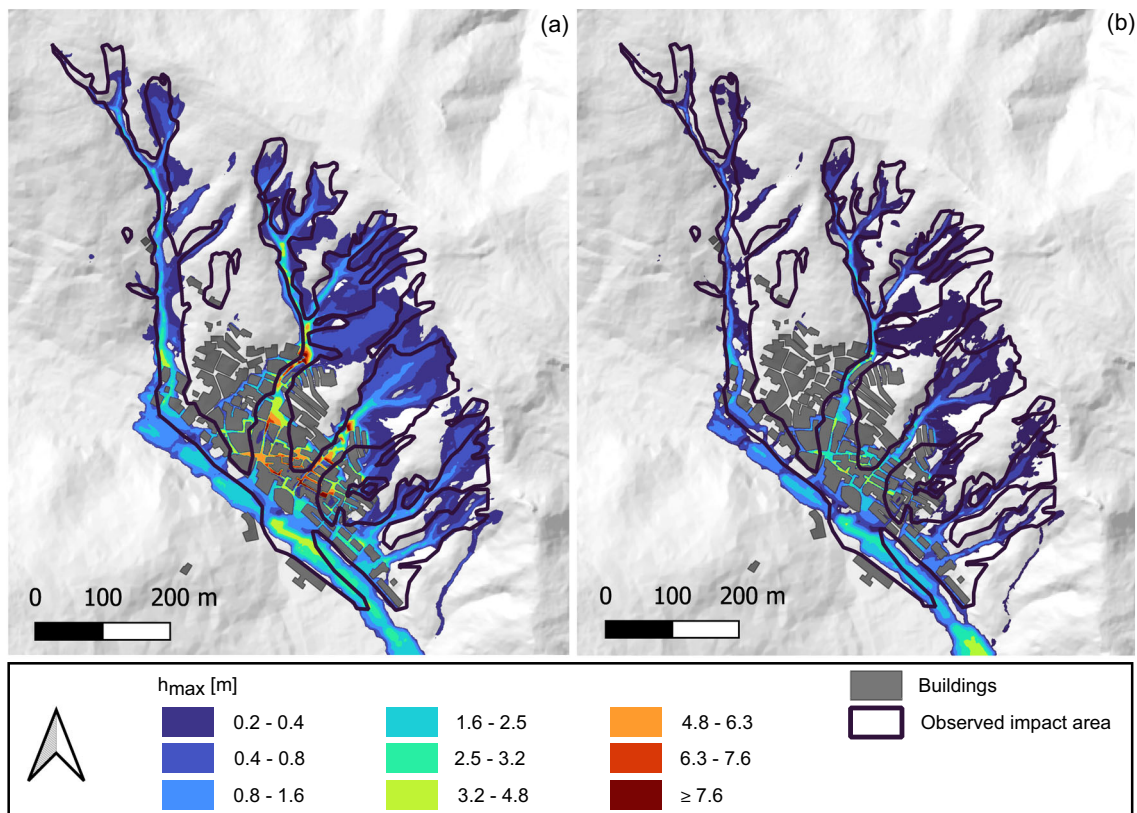 (a)
(b)
0 100 200 m
0 100 200 m
hmax [m]
0.2 - 0.4
0.4 - 0.8
0.8 - 1.6
1.6 - 2.5
2.5 - 3.2
3.2 - 4.8
4.8 - 6.3
6.3 - 7.6
≥ 7.6
Buildings
Observed impact area